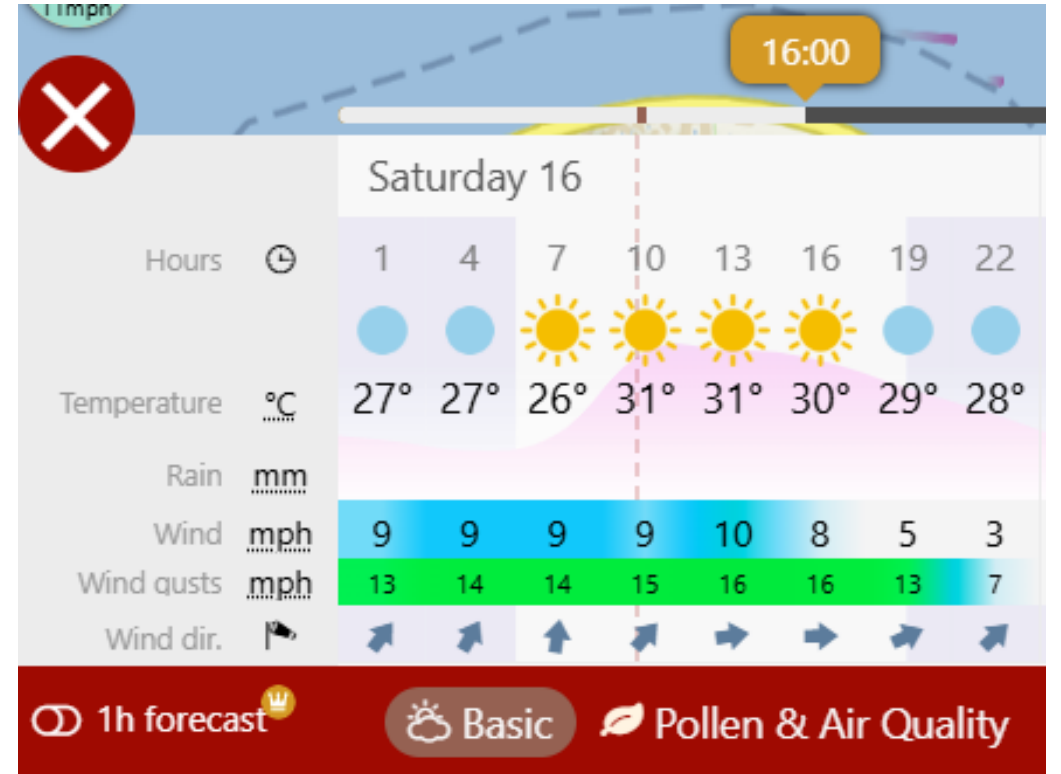 11mph
16:00
Saturday 16
Hours 1 4 7 10 13 16 19 22
Temperature °C 27° 27° 26° 31° 31° 30° 29° 28°
Rain mm
Wind mph 9 9 9 9 10 8 5 3
Wind gusts mph 13 14 14 15 16 16 13 7
Wind dir.
1h forecast Basic Pollen & Air Quality